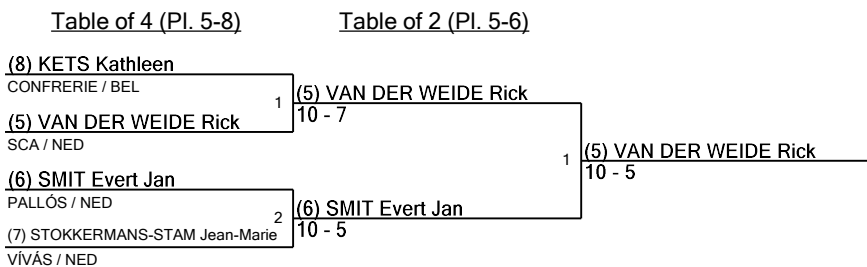 Table of 4 (Pl. 5-8)
Table of 2 (Pl. 5-6)
(8) KETS Kathleen
CONFRERIE / BEL
1
(5) VAN DER WEIDE Rick
10 - 7
(5) VAN DER WEIDE Rick
SCA / NED
1
(5) VAN DER WEIDE Rick
10 - 5
(6) SMIT Evert Jan
PALLÓS / NED
2
(6) SMIT Evert Jan
10 - 5
(7) STOKKERMANS-STAM Jean-Marie
VÍVÁS / NED